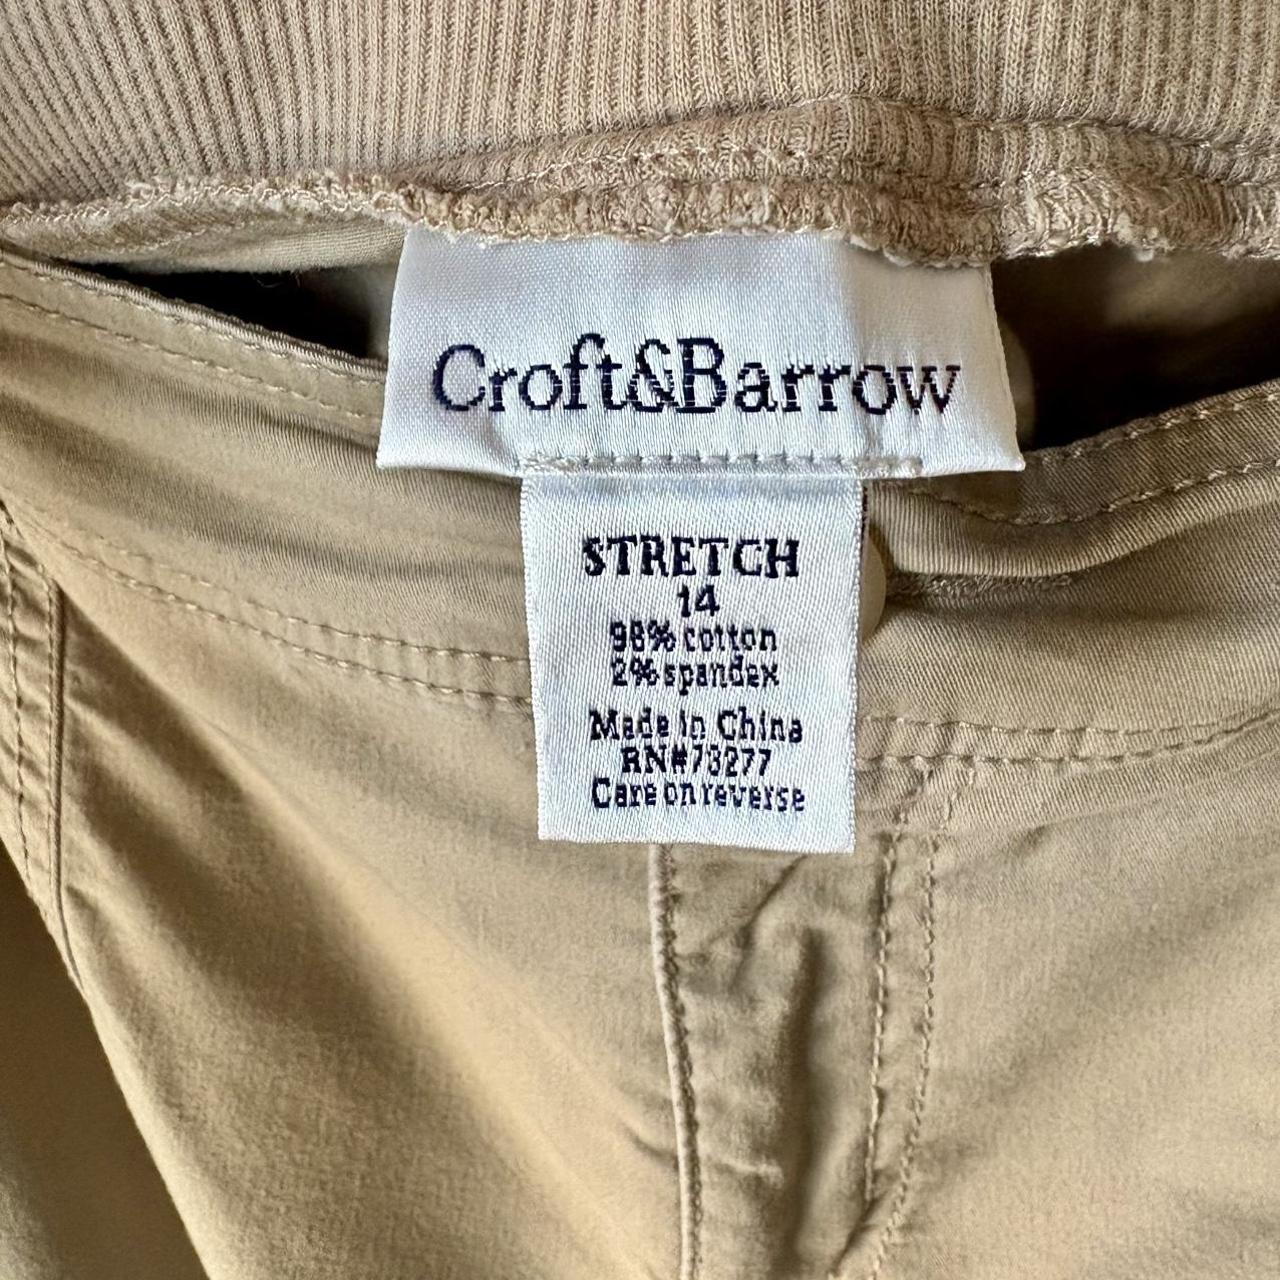 Croft&Barrow
STRETCH
14
98% cotton
2% spandex
Made in China
RN#73277
Care on reverse